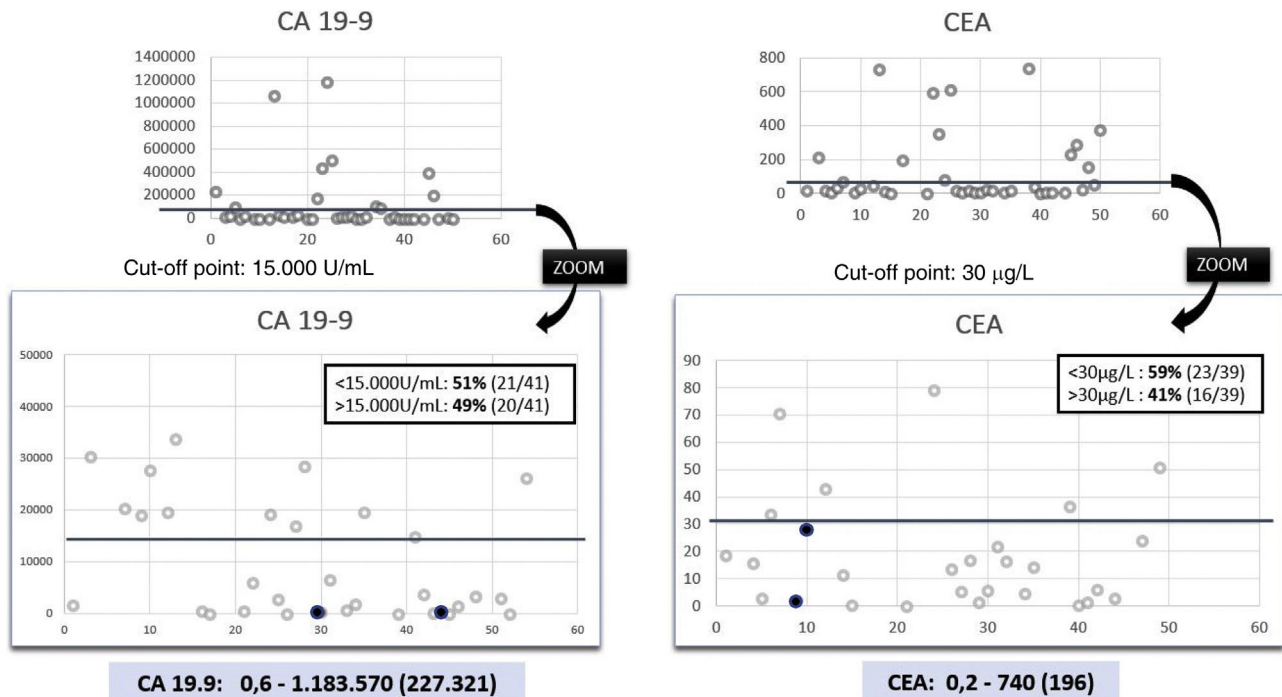 CA 19-9
1400000
1200000
1000000
800000
600000
400000
200000
0
0 20 40 60
Cut-off point: 15.000 U/mL
ZOOM
CA 19-9
50000
40000
30000
20000
10000
0
0 10 20 30 40 50 60
<15.000U/mL: 51% (21/41)
>15.000U/mL: 49% (20/41)
CA 19.9: 0,6 - 1.183.570 (227.321)
CEA
800
600
400
200
0
0 10 20 30 40 50 60
Cut-off point: 30 µg/L
ZOOM
CEA
90
80
70
60
50
40
30
20
10
0
0 10 20 30 40 50 60
<30µg/L : 59% (23/39)
>30µg/L : 41% (16/39)
CEA: 0,2 - 740 (196)